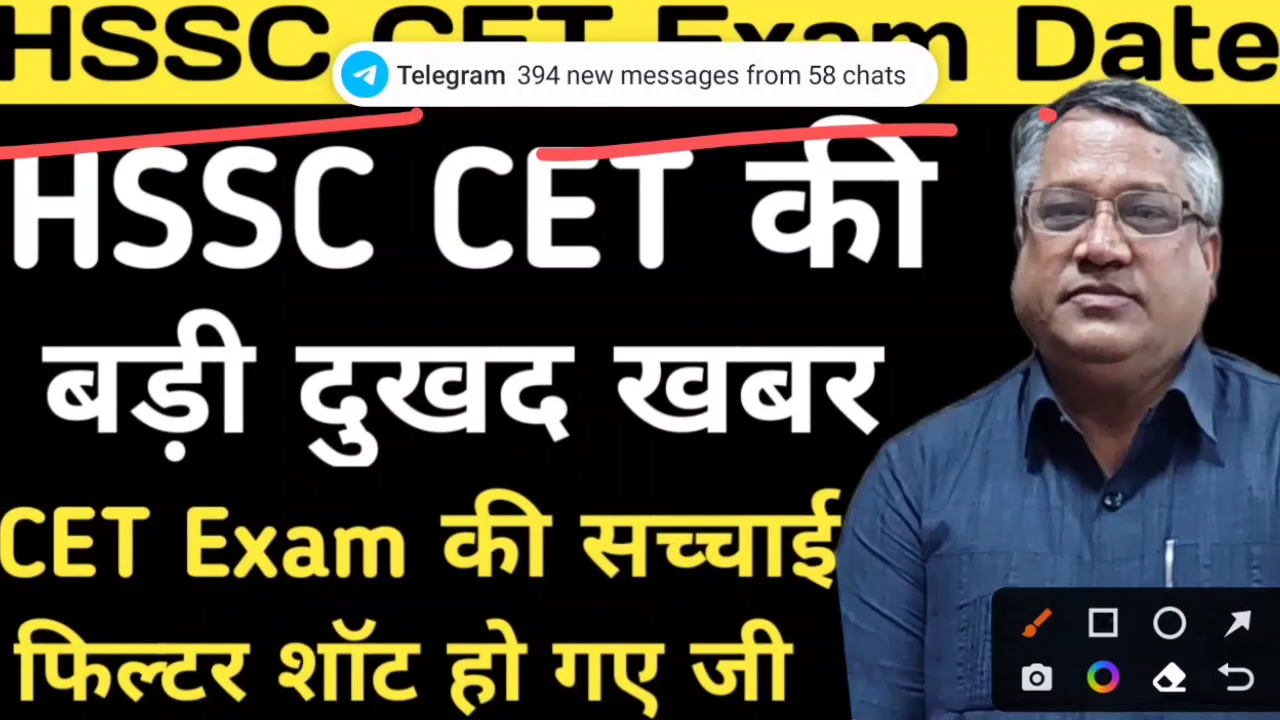 HSSC CET Exam Date
Telegram 394 new messages from 58 chats
HSSC CET की
बड़ी दुखद खबर
CET Exam की सच्चाई
फिल्टर शॉट हो गए जी